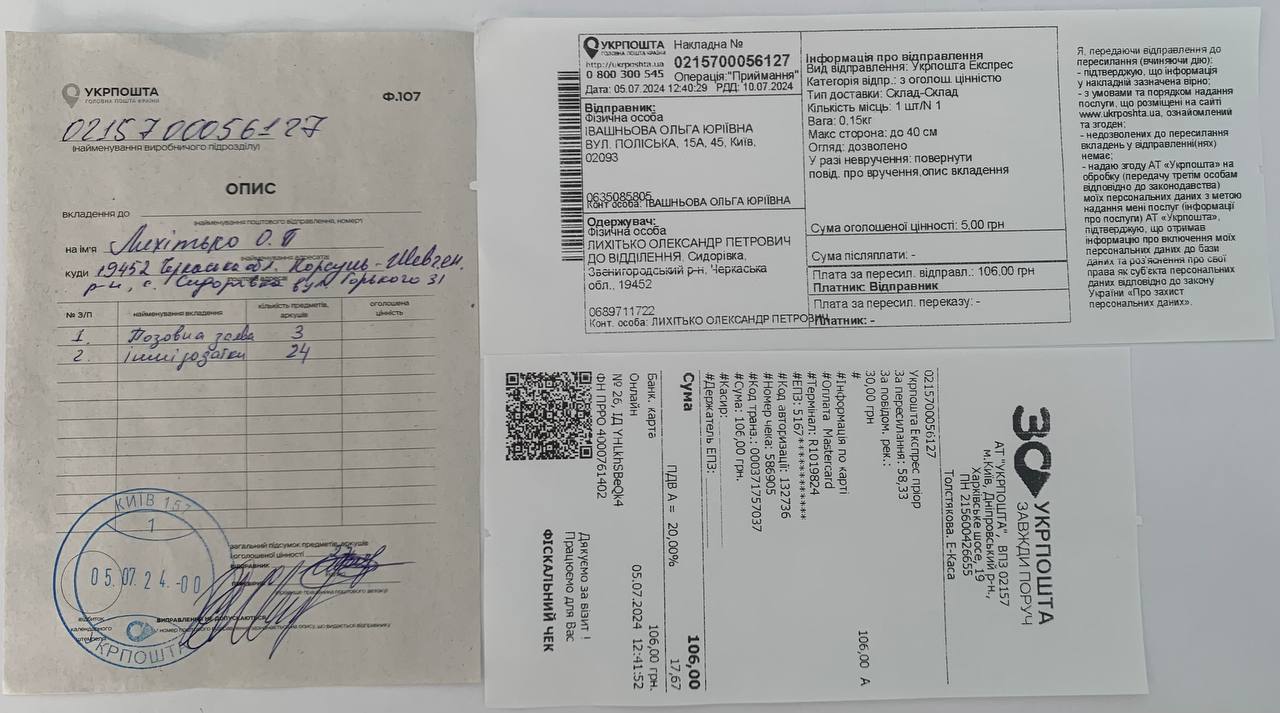 УКРПОШТА
ГОЛОВНА ПОШТА КРАЇНИ
Ф.107
0215700056127
(найменування виробничого підрозділу)
ОПИС
вкладення до
(найменування поштового відправлення, номер)
на ім'я Лихітько О.П
(найменування адресата)
куди 19452 Черкаська обл. Корсунь-Шевчен.
р-н, с. Сидорівка вул Горького 31
№ З/П
найменування вкладення
кількість предметів, аркушів
оголошена цінність
1. Позовна заява 3
2. інші додатки 24
загальний підсумок предметів, аркушів
і оголошеної цінності
ВІДПРАВНИК
ВИПРАВЛЕННЯ НЕ ДОПУСКАЮТЬСЯ
відбиток
календарного
штемпеля
КИЇВ 157
1
05.07.24.-00
УКРПОШТА
УКРПОШТА
ГОЛОВНА ПОШТА КРАЇНИ
http://ukrposhta.ua
0 800 300 545
Накладна №
0215700056127
Операція:"Приймання"
Дата: 05.07.2024 12:40:29 РДД: 10.07.2024
Відправник:
Фізична особа
ІВАШНЬОВА ОЛЬГА ЮРІЇВНА
ВУЛ. ПОЛІСЬКА, 15А, 45, Київ,
02093
0635085805
Конт особа: ІВАШНЬОВА ОЛЬГА ЮРІЇВНА
Одержувач:
Фізична особа
ЛИХІТЬКО ОЛЕКСАНДР ПЕТРОВИЧ
ДО ВІДДІЛЕННЯ, Сидорівка,
Звенигородський р-н, Черкаська
обл., 19452
0689711722
Конт. особа: ЛИХІТЬКО ОЛЕКСАНДР ПЕТРОВИЧ
Інформація про відправлення
Вид відправлення: Укрпошта Експрес
Категорія відпр.: з оголош. цінністю
Тип доставки: Склад-Склад
Кількість місць: 1 шт/N 1
Вага: 0,15кг
Макс сторона: до 40 см
Огляд: дозволено
У разі невручення: повернути
повід. про вручення,опис вкладення
Сума оголошеної цінності: 5,00 грн
Сума післяплати: -
Плата за пересил. відправл.: 106.00 грн
Платник: Відправник
Плата за пересил. переказу: -
Платник: -
Я, передаючи відправлення до
пересилання (вчиняючи дію):
- підтверджую, що інформація
у накладній зазначена вірно;
- з умовами та порядком надання
послуги, що розміщені на сайті
www.ukrposhta.ua, ознайомлений
та згоден;
- недозволених до пересилання
вкладень у відправленні(нях)
немає;
- надаю згоду АТ «Укрпошта» на
обробку (передачу третім особам
відповідно до законодавства)
моїх персональних даних з метою
надання мені послуг (інформації
про послуги) АТ «Укрпошта»,
підтверджую, що отримав
інформацію про включення моїх
персональних даних до бази
даних та роз'яснення про свої
права як суб'єкта персональних
даних відповідно до закону
України «Про захист
персональних даних».
30 УКРПОШТА
ЗАВЖДИ ПОРУЧ
АТ "УКРПОШТА", ВПЗ 02157
м.Київ, Дніпровський р-н.,
Харківське шосе, 19
ПН 215600426655
Толстякова. Е-Каса
0215700056127
Укрпошта Експрес пріор
За пересилання: 58,33
За повідом. рек.:
30,00 грн 106,00 А
#
#Інформація по карті
#Оплата Mastercard
#Термінал: R1019824
#ЕПЗ: 5167************
#Код авторизації: 132736
#Номер чека: 586905
#Код транз.: 000371757037
#Сума: 106,00 грн.
#Касир:
#Держатель ЕПЗ:
Сума 106,00
ПДВ А = 20,00% 17,67
Банк. карта 106,00 грн.
Онлайн 05.07.2024 12:41:52
№ 26, ІД YHLkhSBeQk4
ФН ПРРО 4000761402
Дякуємо за візит !
Працюємо для Вас
ФІСКАЛЬНИЙ ЧЕК